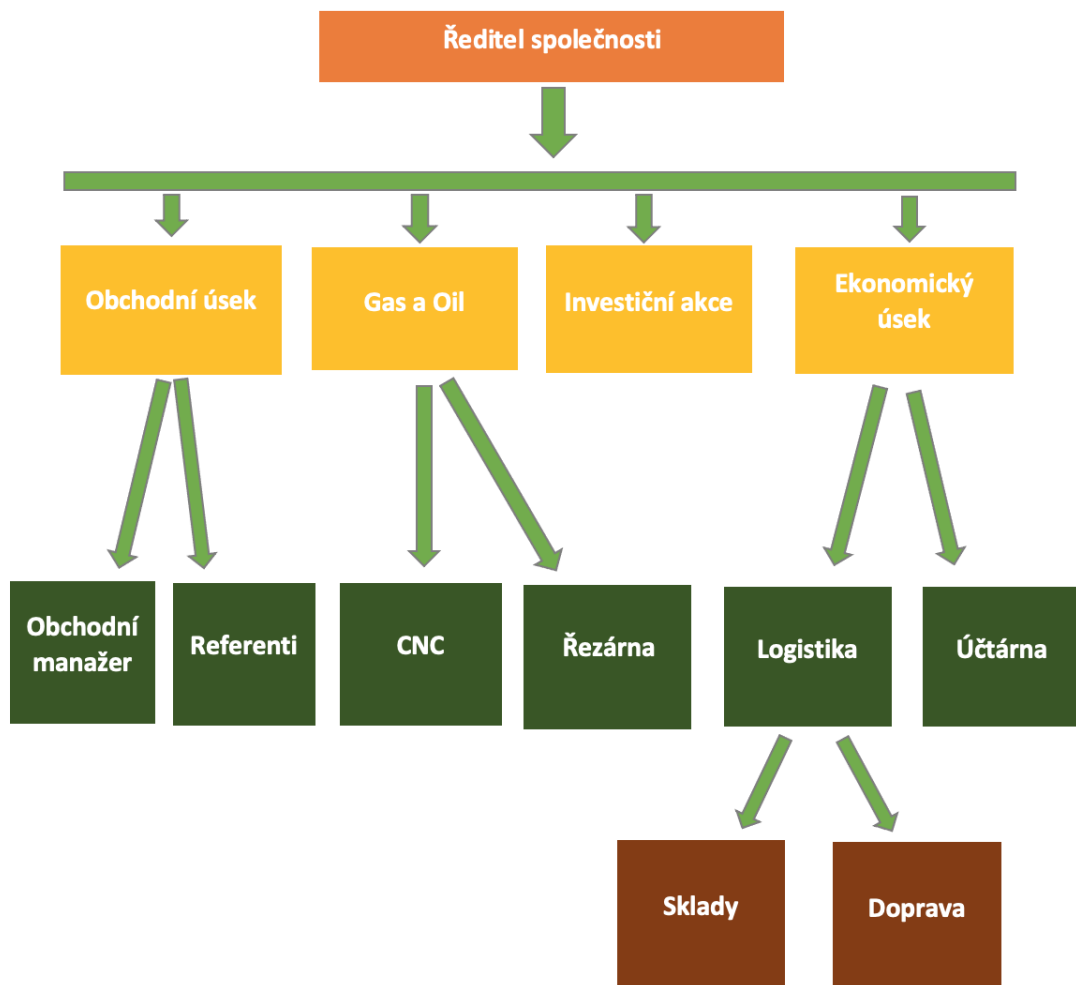 Ředitel společnosti
Obchodní úsek
Gas a Oil
Investiční akce
Ekonomický
úsek
Obchodní
manažer
Referenti
CNC
Řezárna
Logistika
Účtárna
Sklady
Doprava